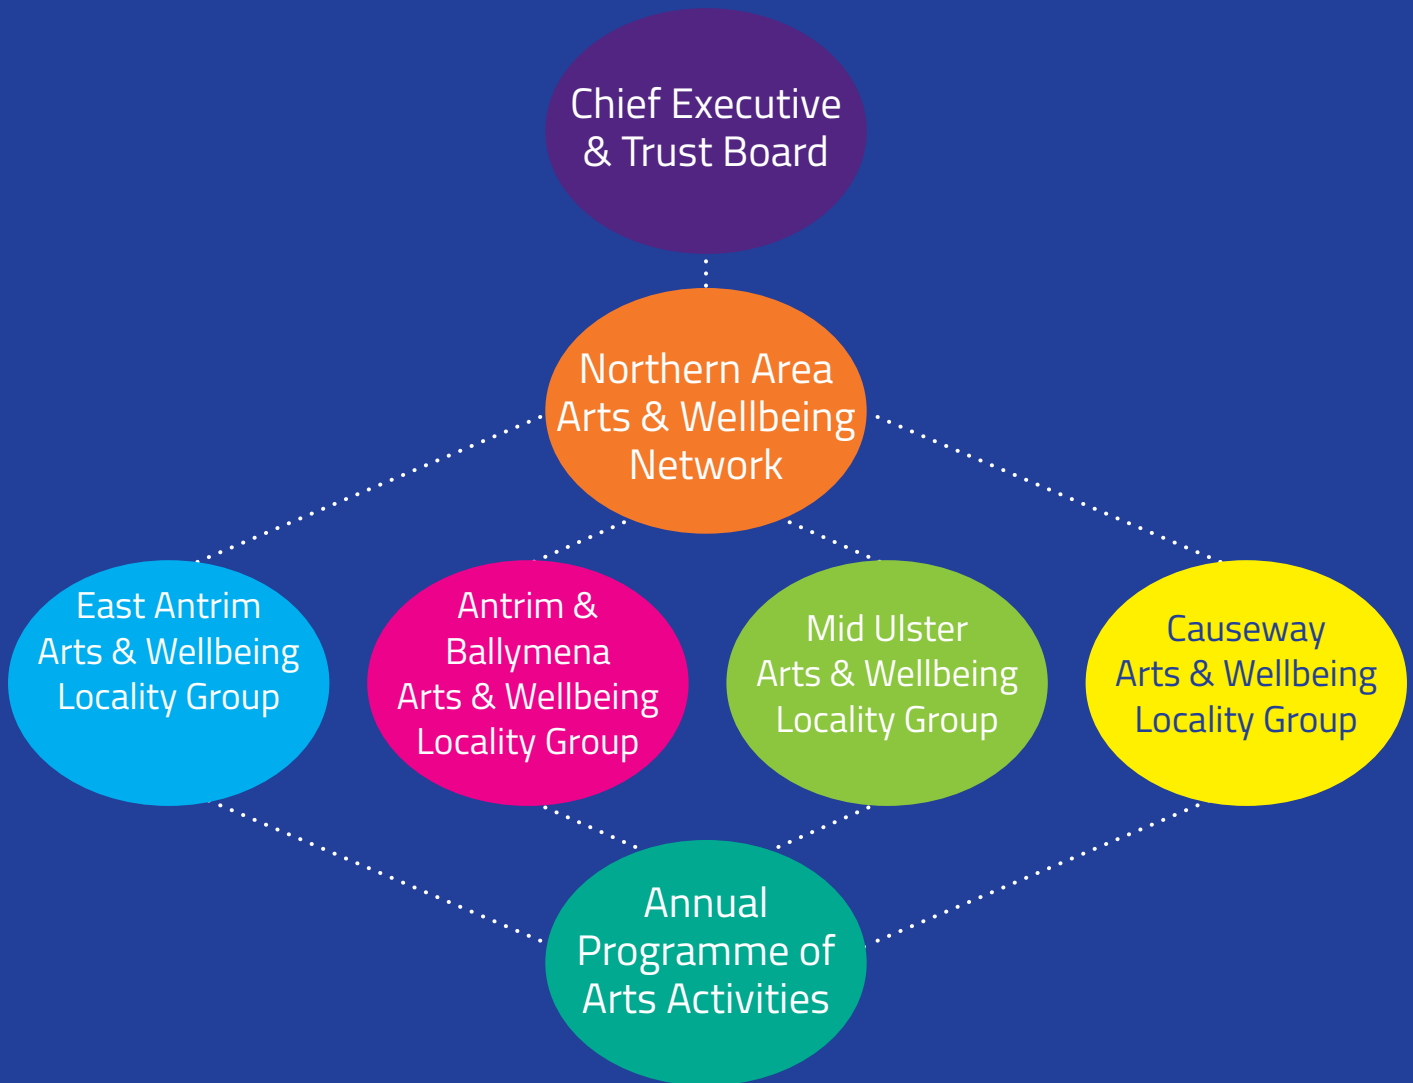 Chief Executive
& Trust Board
Northern Area
Arts & Wellbeing
Network
East Antrim
Arts & Wellbeing
Locality Group
Antrim &
Ballymena
Arts & Wellbeing
Locality Group
Mid Ulster
Arts & Wellbeing
Locality Group
Causeway
Arts & Wellbeing
Locality Group
Annual
Programme of
Arts Activities